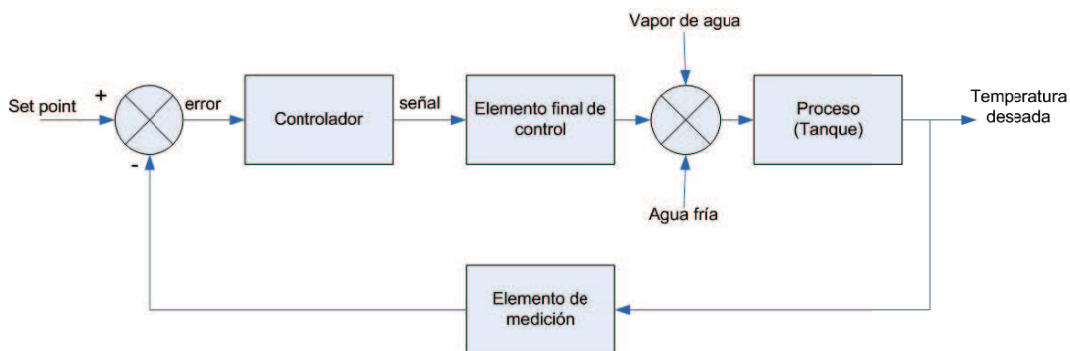 Vapor de agua
Set point
+
-
error
Controlador
señal
Elemento final de
control
Proceso
(Tanque)
Temperatura
deseada
Agua fría
Elemento de
medición